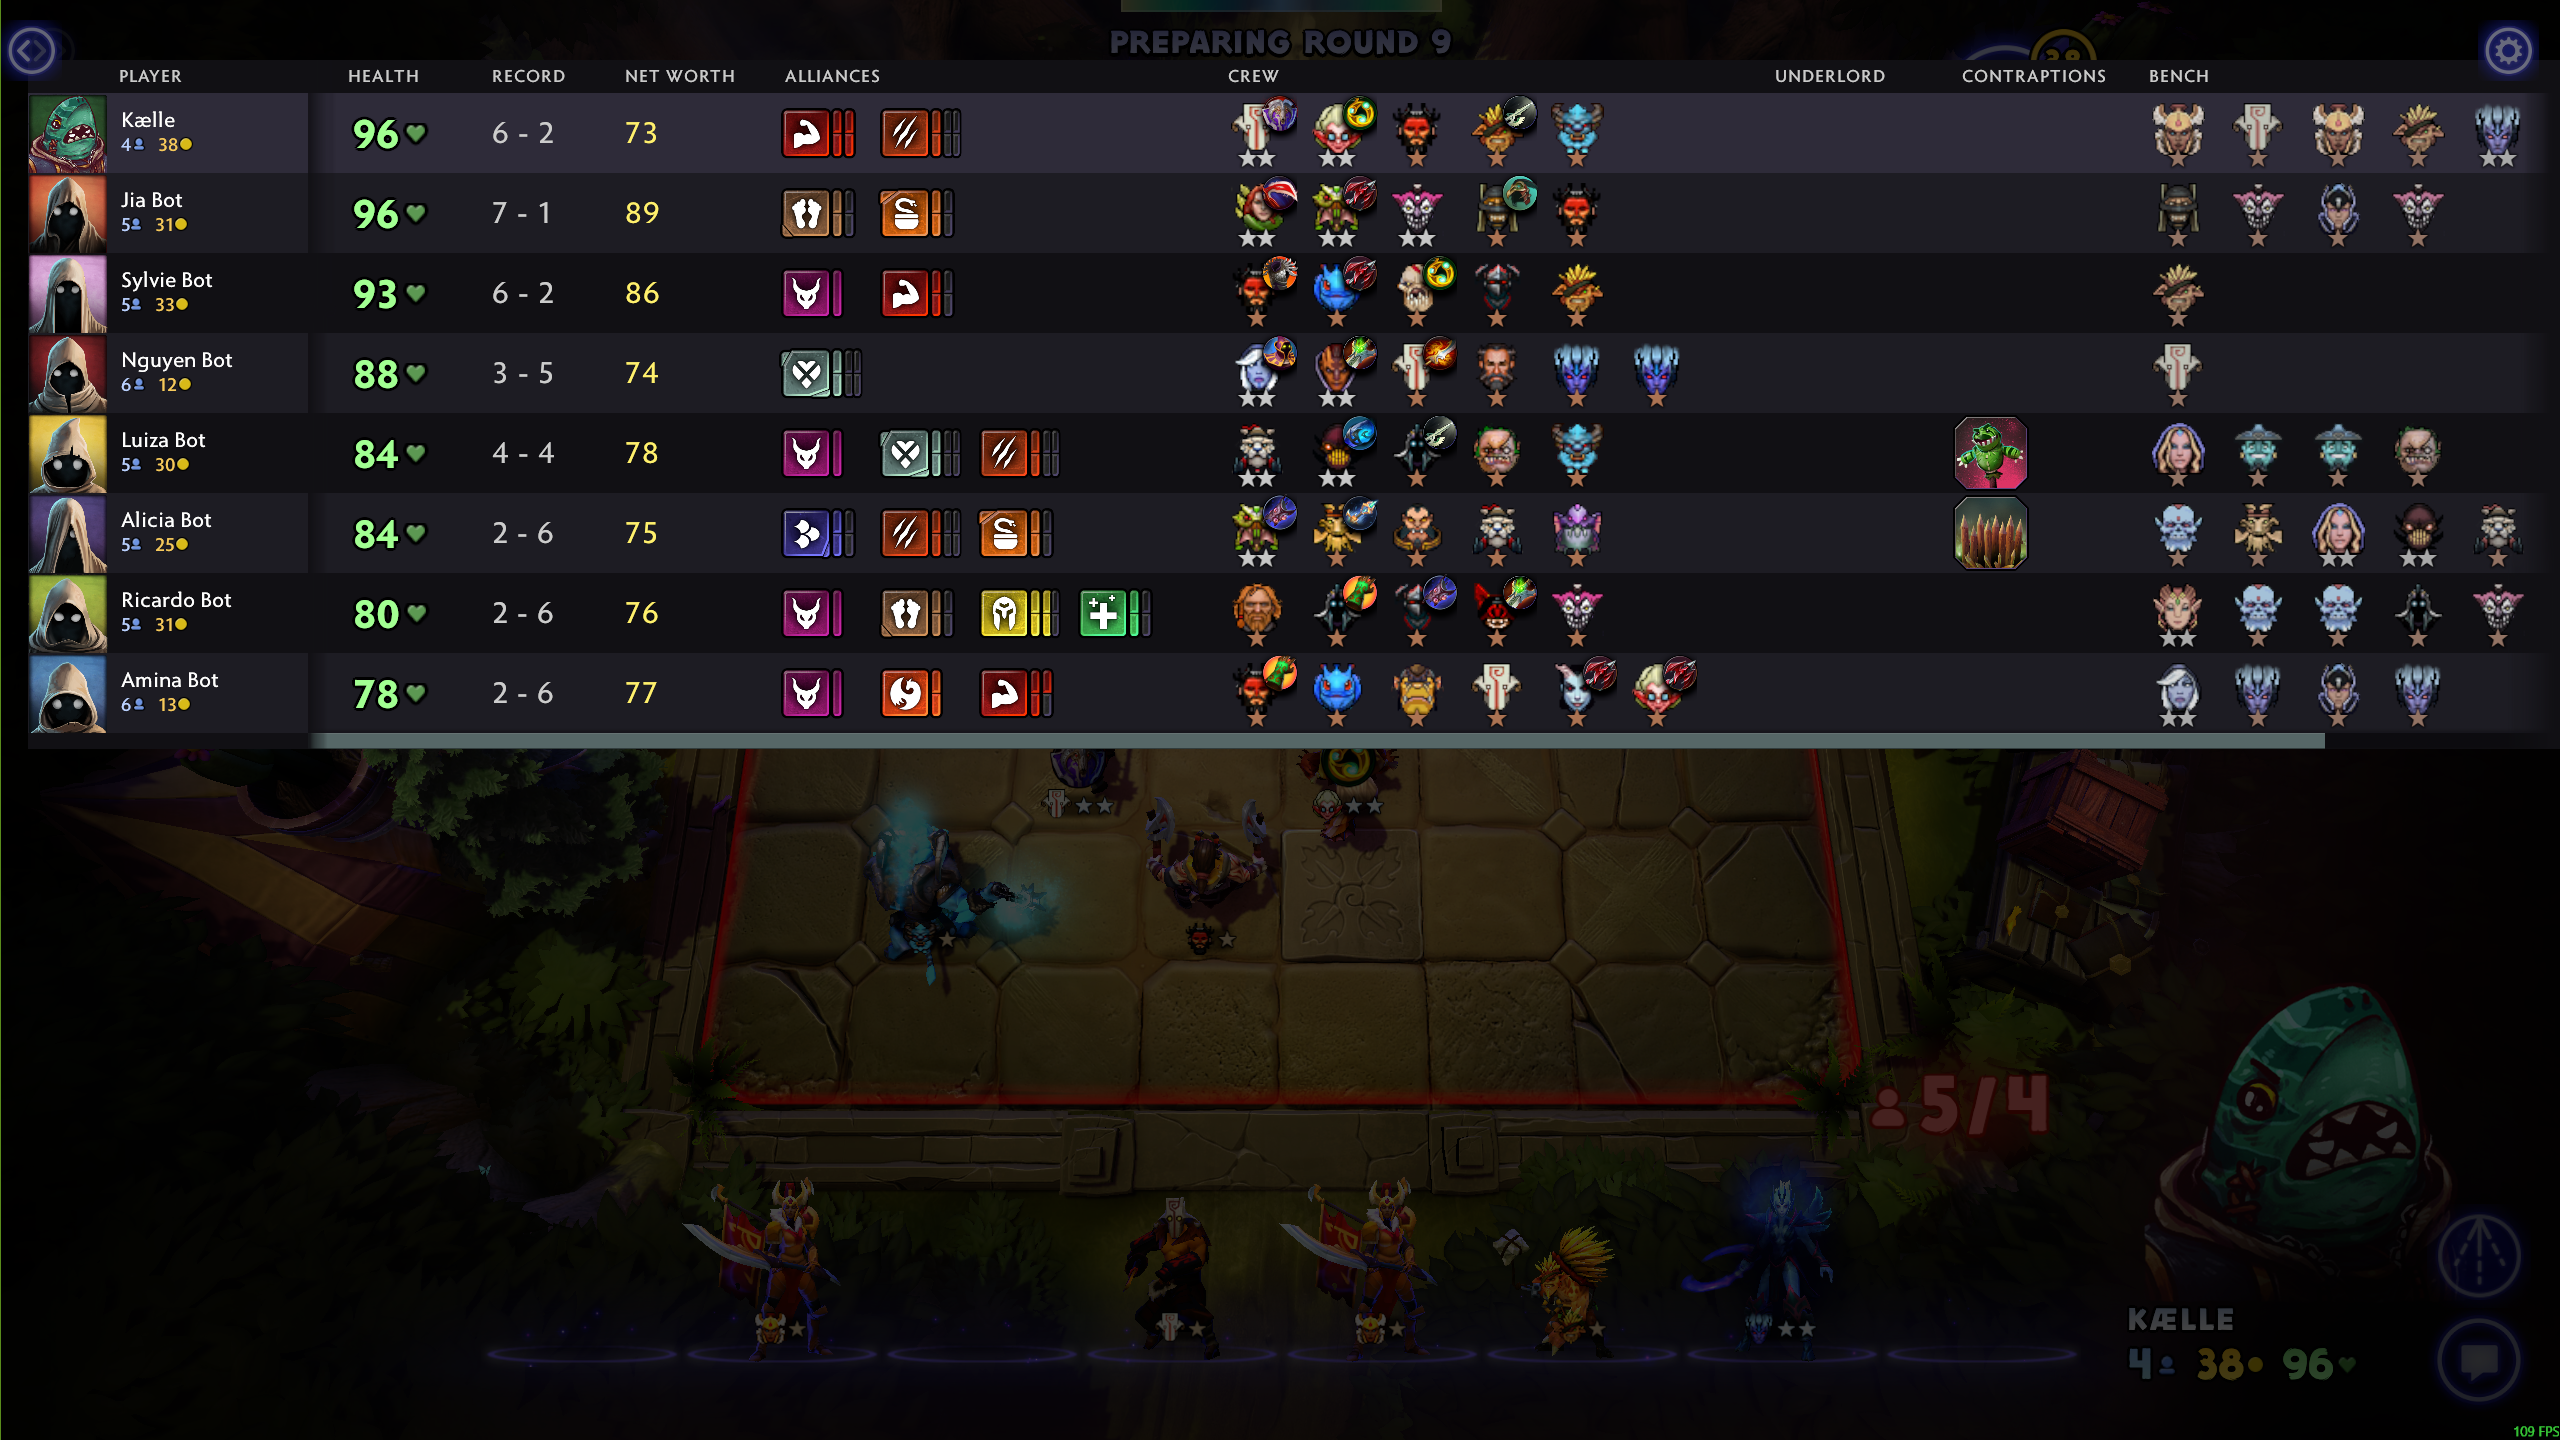 PREPARING ROUND 9
38
PLAYER HEALTH RECORD NET WORTH ALLIANCES CREW UNDERLORD CONTRAPTIONS BENCH
Kælle
4 38
96 6 - 2 73
Jia Bot
5 31
96 7 - 1 89
Sylvie Bot
5 33
93 6 - 2 86
Nguyen Bot
6 12
88 3 - 5 74
Luiza Bot
5 30
84 4 - 4 78
Alicia Bot
5 25
84 2 - 6 75
Ricardo Bot
5 31
80 2 - 6 76
Amina Bot
6 13
78 2 - 6 77
5/4
KÆLLE
4 38 96
109 FPS